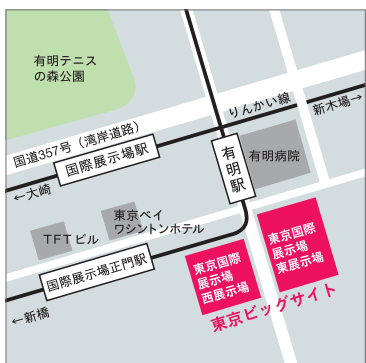 有明テニス
の森公園
りんかい線
新木場→
国道357号（湾岸道路）
国際展示場駅
有明駅
有明病院
←大崎
東京ベイ
ワシントンホテル
TFTビル
国際展示場正門駅
東京国際
展示場
西展示場
東京国際
展示場
東展示場
東京ビッグサイト
←新橋